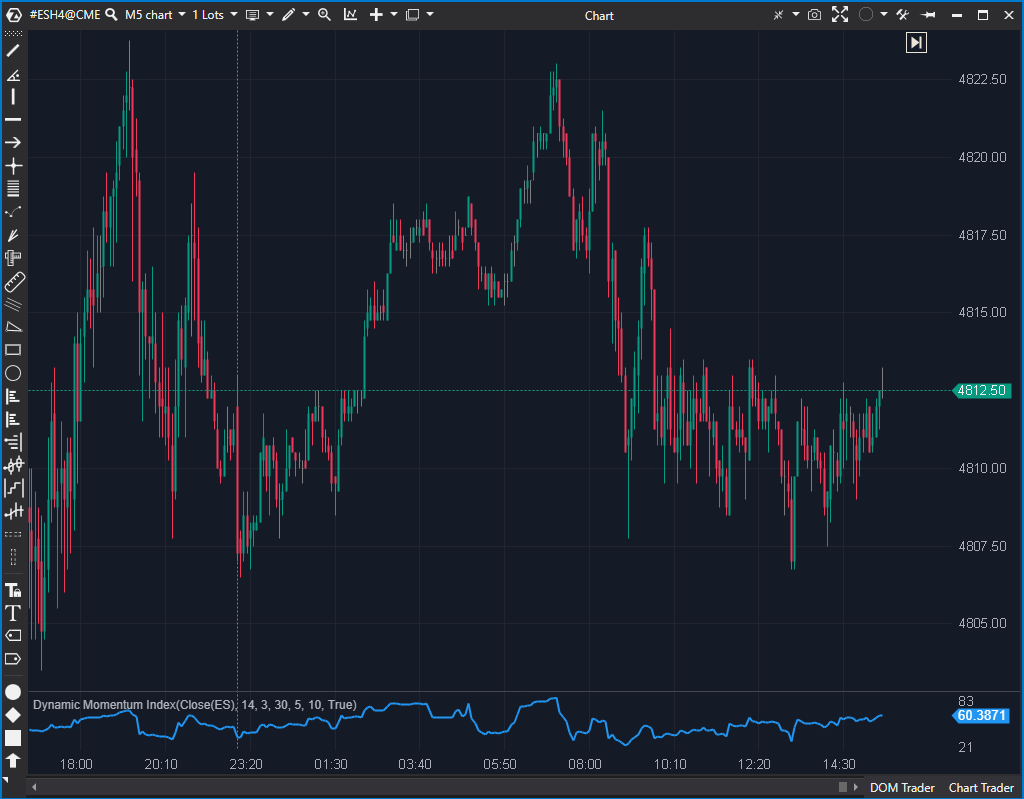 #ESH4@CME M5 chart 1 Lots Chart
4822.50
4820.00
4817.50
4815.00
4812.50
4810.00
4807.50
4805.00
Dynamic Momentum Index(Close(ES), 14, 3, 30, 5, 10, True)
83
60.3871
21
18:00 20:10 23:20 01:30 03:40 05:50 08:00 10:10 12:20 14:30
DOM Trader Chart Trader